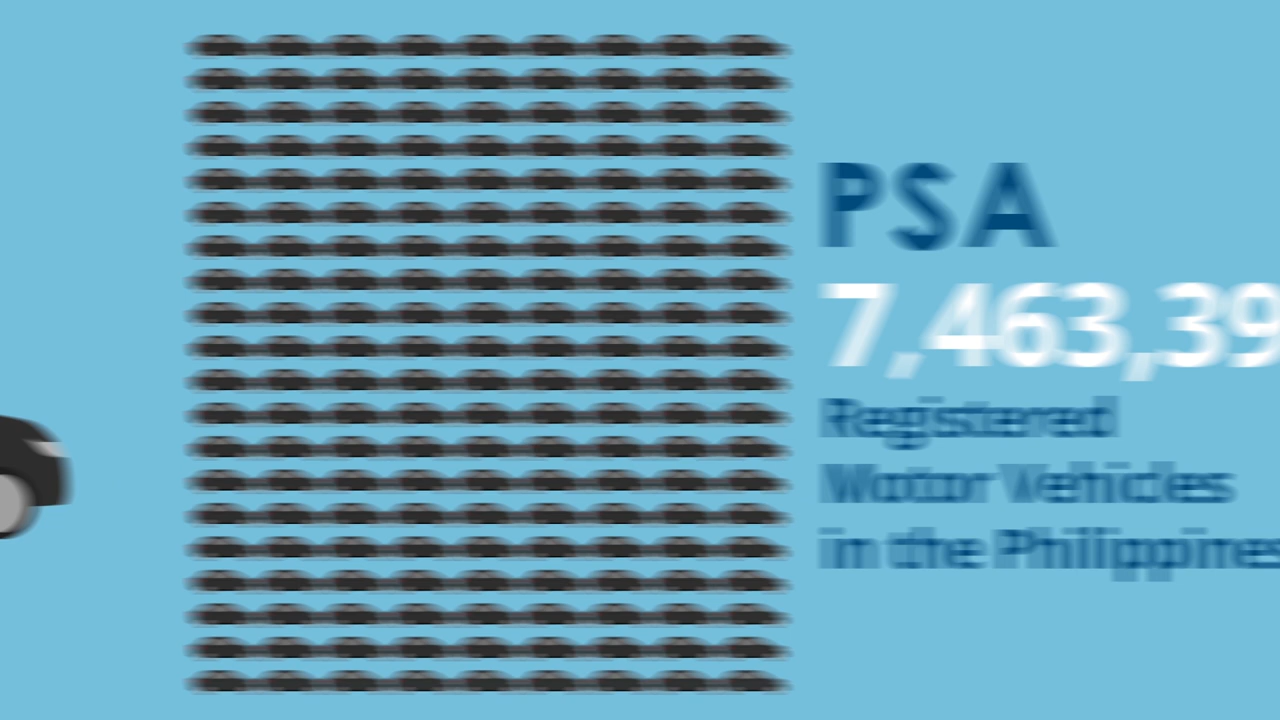 PSA
7,463,39
Registered
Motor Vehicles
in the Philippines